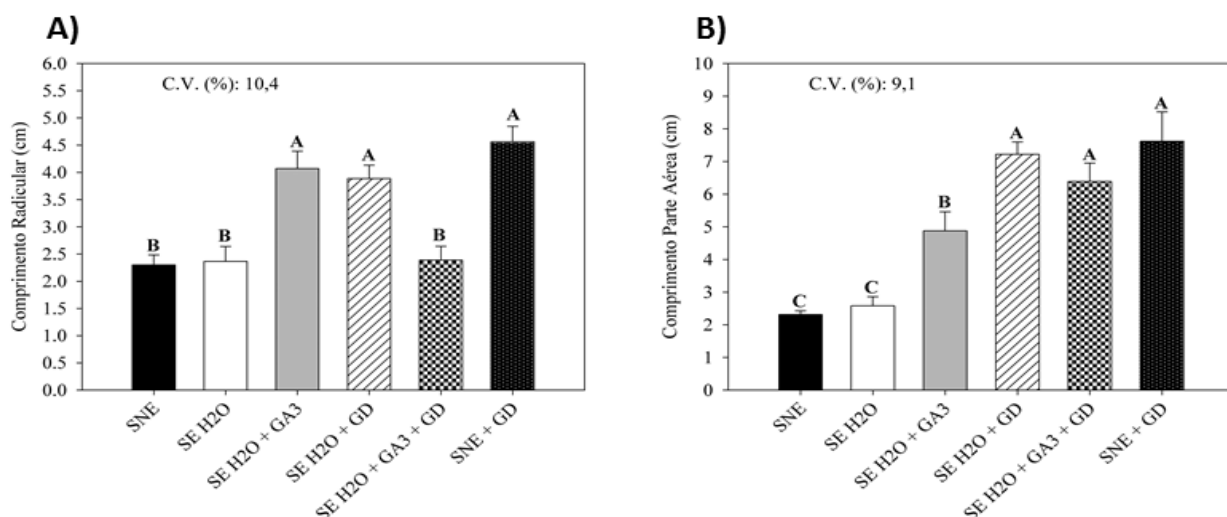 A)
Comprimento Radicular (cm)
6.0
5.5
5.0
4.5
4.0
3.5
3.0
2.5
2.0
1.5
1.0
0.5
0.0
C.V. (%): 10,4
B
B
A
A
B
A
SNE
SE H2O
SE H2O + GA3
SE H2O + GD
SE H2O + GA3 + GD
SNE + GD
B)
Comprimento Parte Aérea (cm)
10
9
8
7
6
5
4
3
2
1
0
C.V. (%): 9,1
C
C
B
A
A
A
SNE
SE H2O
SE H2O + GA3
SE H2O + GD
SE H2O + GA3 + GD
SNE + GD